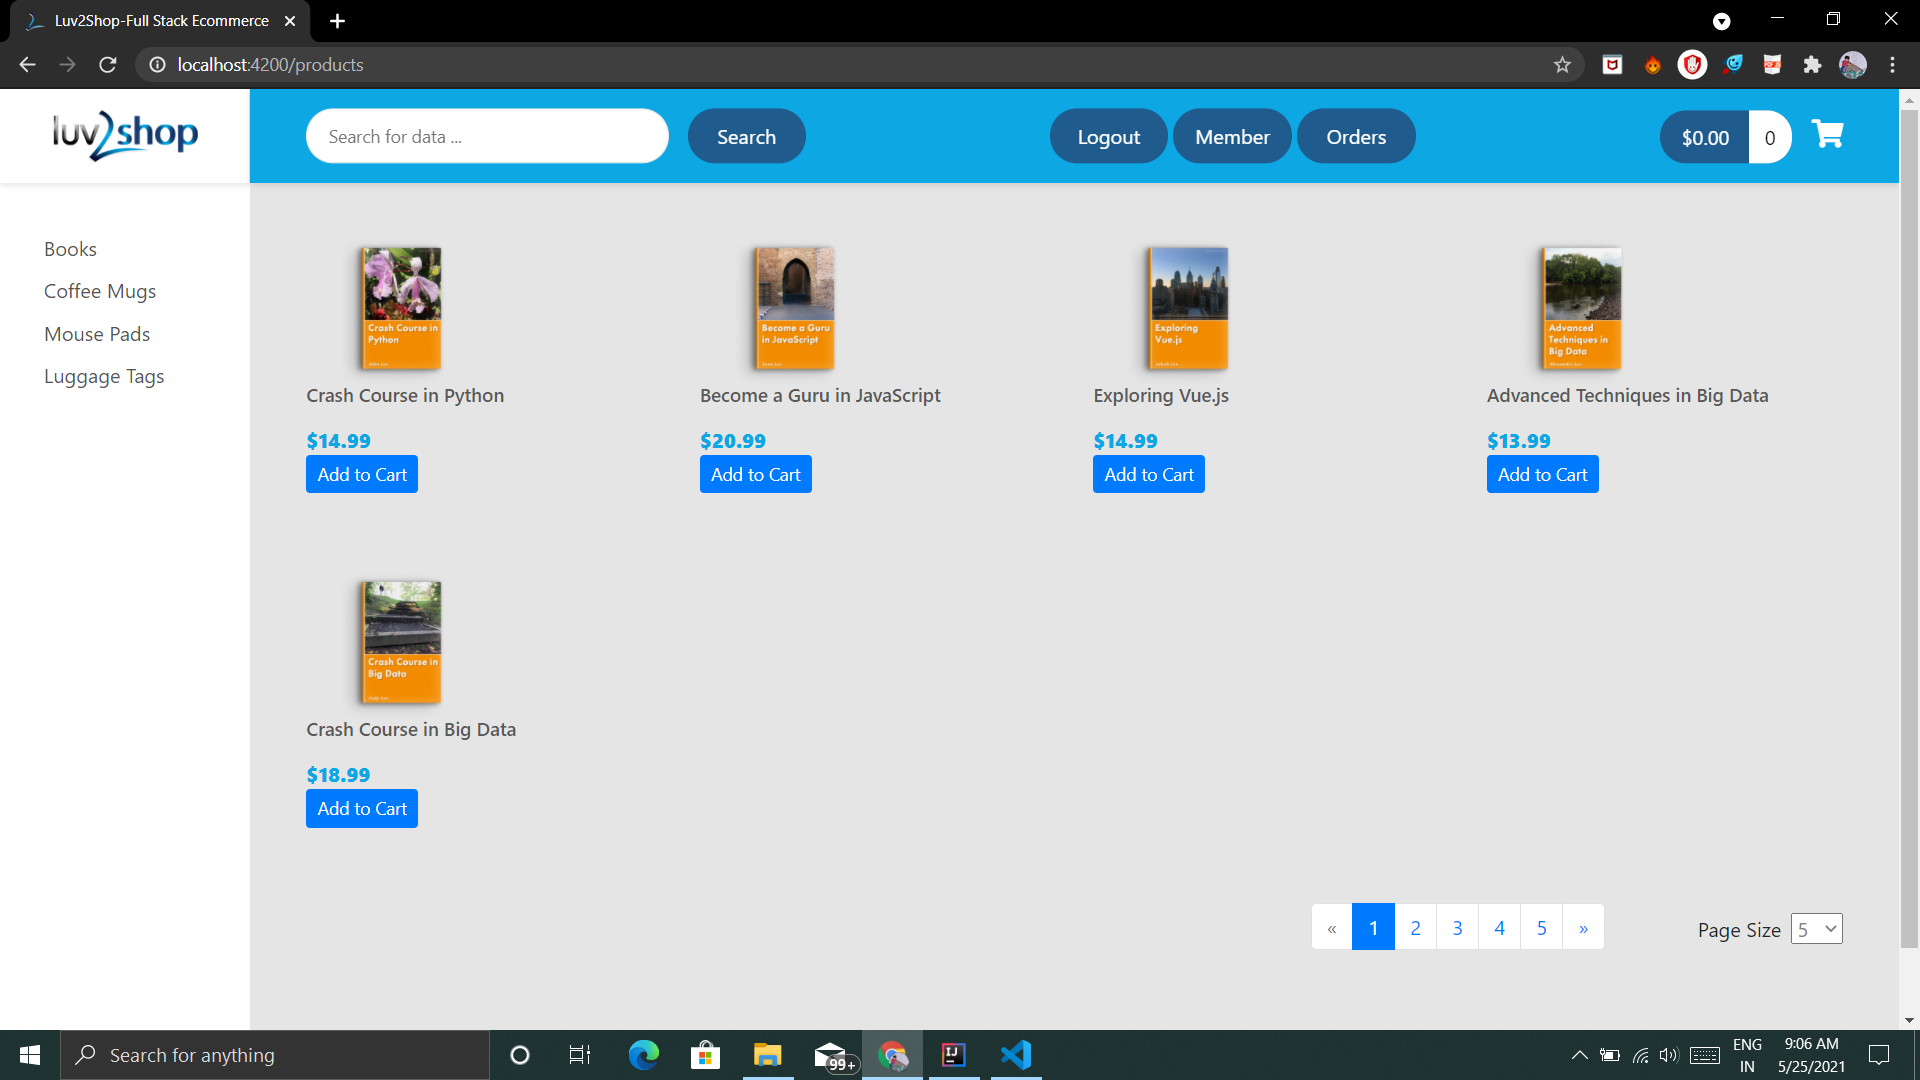 Luv2Shop-Full Stack Ecommerce
localhost:4200/products
luv2shop
Search for data ...
Search
Logout
Member
Orders
$0.00
0
Books
Coffee Mugs
Mouse Pads
Luggage Tags
Crash Course in
Python
Become a Guru
in JavaScript
Exploring
Vue.js
Advanced
Techniques in
Big Data
Crash Course in Python
Become a Guru in JavaScript
Exploring Vue.js
Advanced Techniques in Big Data
$14.99
$20.99
$14.99
$13.99
Add to Cart
Add to Cart
Add to Cart
Add to Cart
Crash Course in
Big Data
Crash Course in Big Data
$18.99
Add to Cart
« 1 2 3 4 5 »
Page Size 5
Search for anything
99+
ENG
IN
9:06 AM
5/25/2021